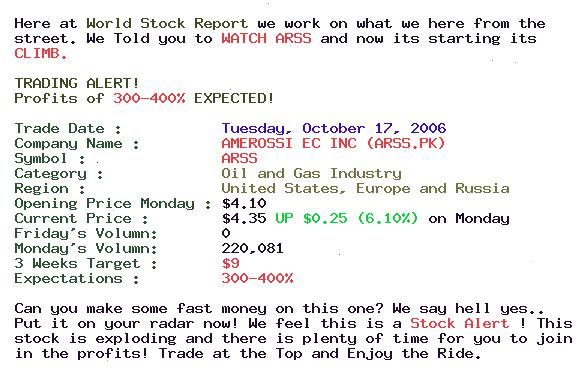 Here at World Stock Report we work on what we here from the
street. We Told you to WATCH ARSS and now its starting its
CLIMB.
TRADING ALERT!
Profits of 300-400% EXPECTED!
Trade Date : Tuesday, October 17, 2006
Company Name : AMEROSSI EC INC (ARSS.PK)
Symbol : ARSS
Category : Oil and Gas Industry
Region : United States, Europe and Russia
Opening Price Monday : $4.10
Current Price : $4.35 UP $0.25 (6.10%) on Monday
Friday's Volumn: 0
Monday's Volumn: 220,081
3 Weeks Target : $9
Expectations : 300-400%
Can you make some fast money on this one? We say hell yes..
Put it on your radar now! We feel this is a Stock Alert ! This
stock is exploding and there is plenty of time for you to join
in the profits! Trade at the Top and Enjoy the Ride.